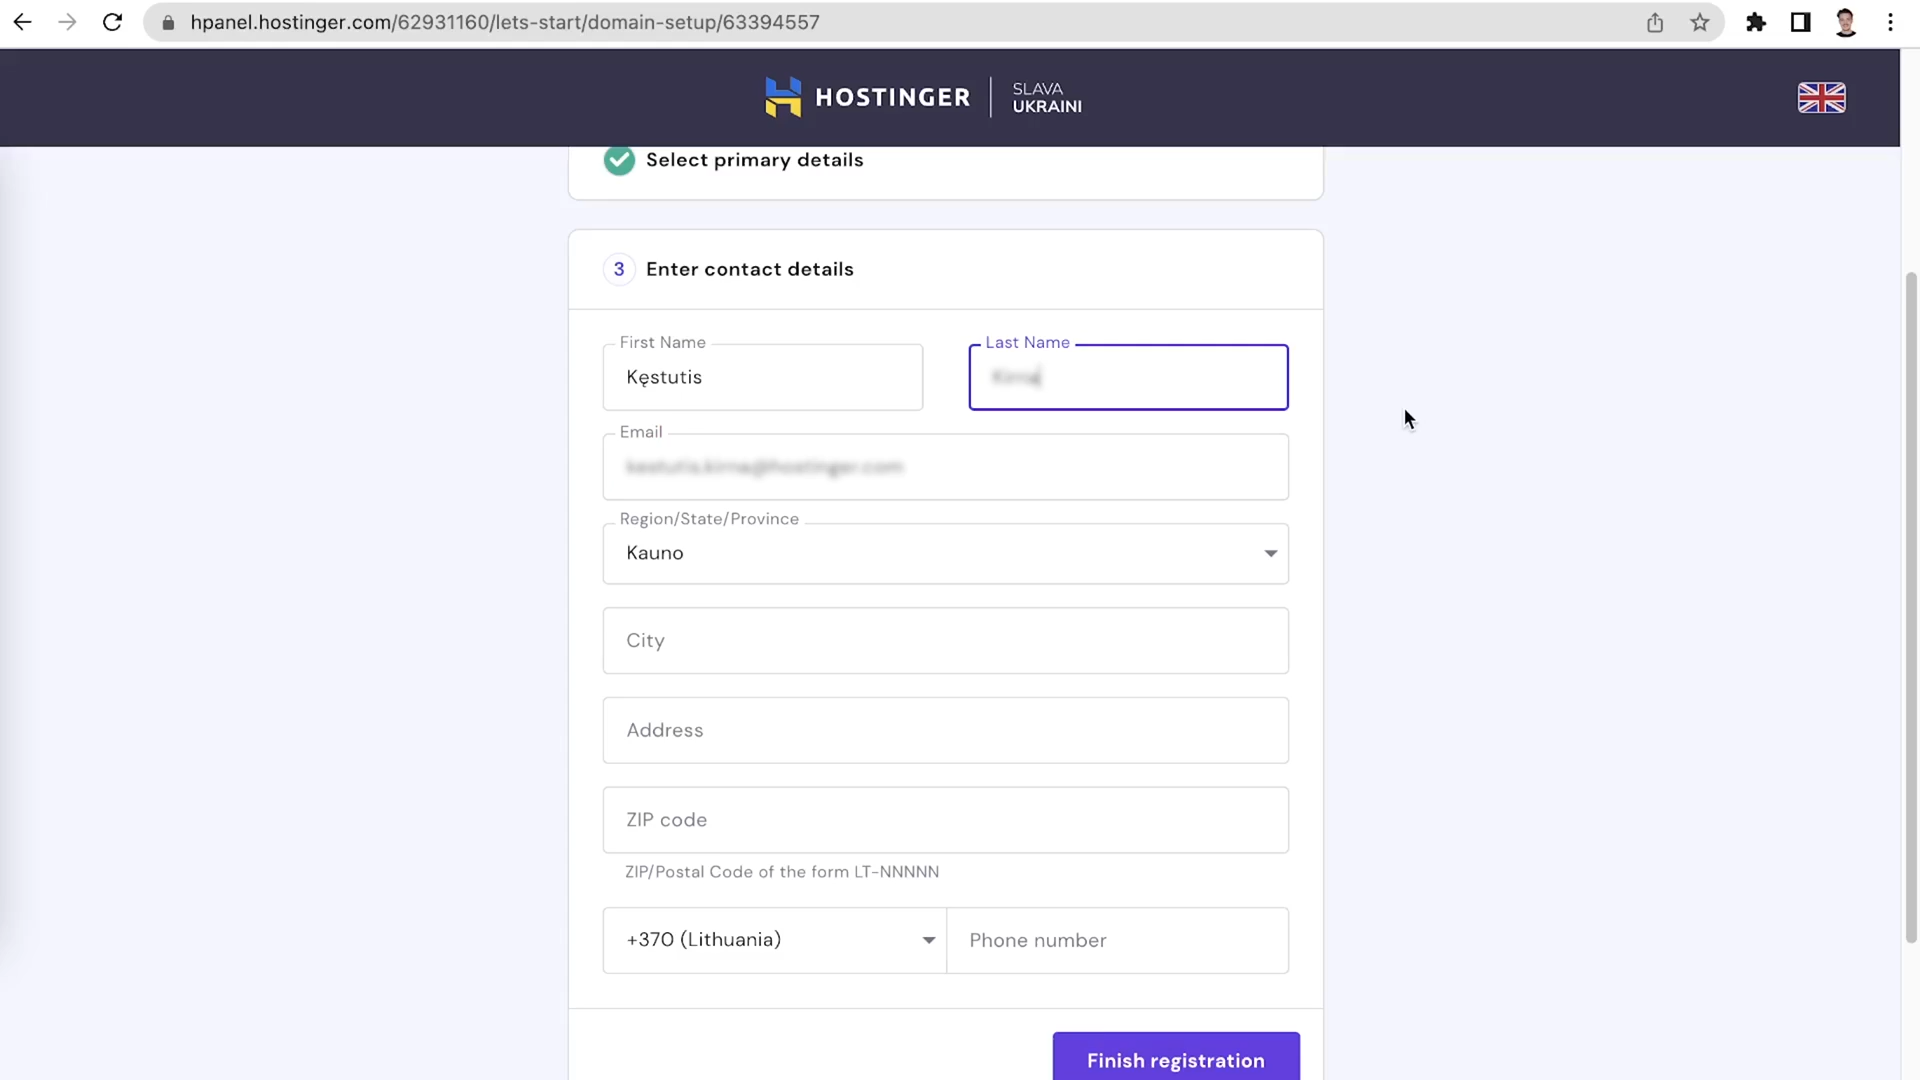 hpanel.hostinger.com/62931160/lets-start/domain-setup/63394557
HOSTINGER
SLAVA
UKRAINI
Select primary details
3 Enter contact details
First Name
Kęstutis
Last Name
Email
Region/State/Province
Kauno
City
Address
ZIP code
ZIP/Postal Code of the form LT-NNNNN
+370 (Lithuania)
Phone number
Finish registration